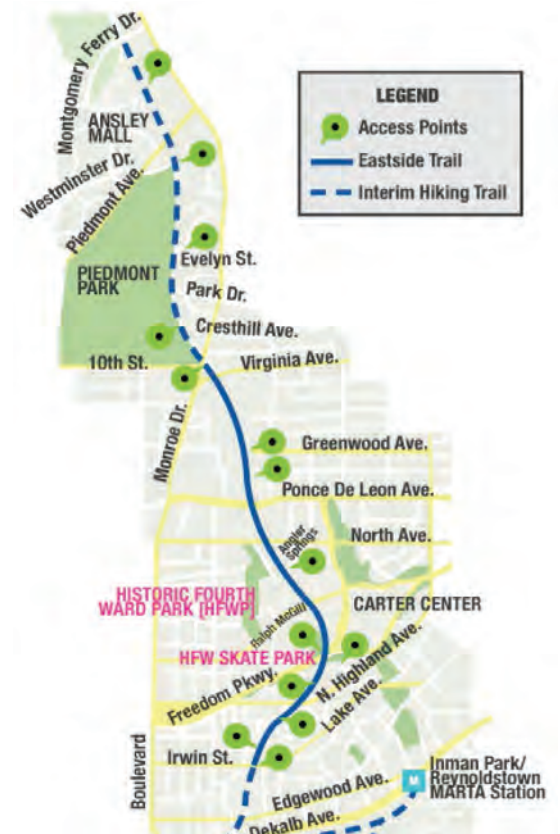 Montgomery Ferry Dr.
LEGEND
Access Points
Eastside Trail
Interim Hiking Trail
ANSLEY
MALL
Westminster Dr.
Piedmont Ave.
Evelyn St.
PIEDMONT
PARK
Park Dr.
Cresthill Ave.
10th St.
Virginia Ave.
Monroe Dr.
Greenwood Ave.
Ponce De Leon Ave.
North Ave.
Angier
Springs
HISTORIC FOURTH
WARD PARK [HFWP]
Ralph McGill
CARTER CENTER
HFW SKATE PARK
N. Highland Ave.
Freedom Pkwy.
Lake Ave.
Irwin St.
Boulevard
Inman Park/
Reynoldstown
MARTA Station
M
Edgewood Ave.
Dekalb Ave.